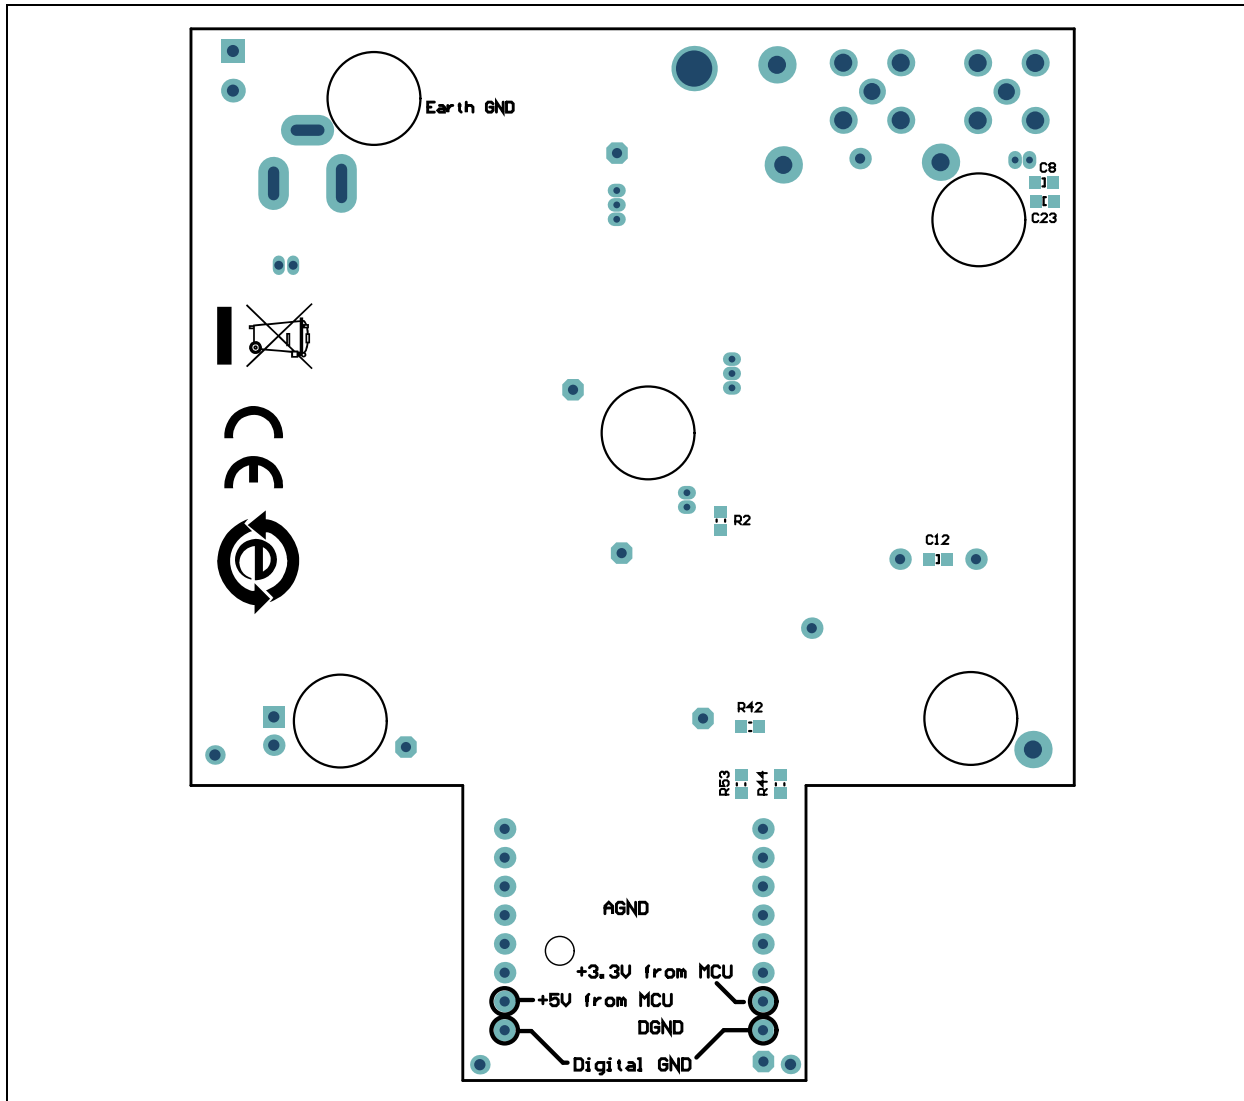 Earth GND
C8
C23
R2
C12
R42
R53
R44
AGND
+3.3V from MCU
+5V from MCU
DGND
Digital GND